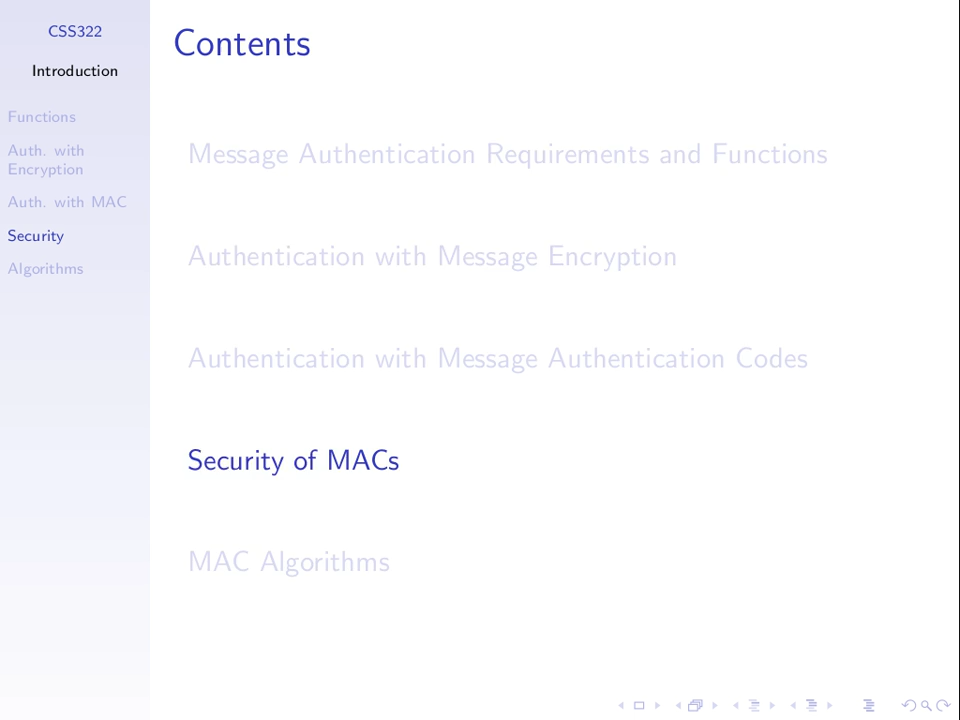 CSS322
Introduction
Functions
Auth. with
Encryption
Auth. with MAC
Security
Algorithms
Contents
Message Authentication Requirements and Functions
Authentication with Message Encryption
Authentication with Message Authentication Codes
Security of MACs
MAC Algorithms